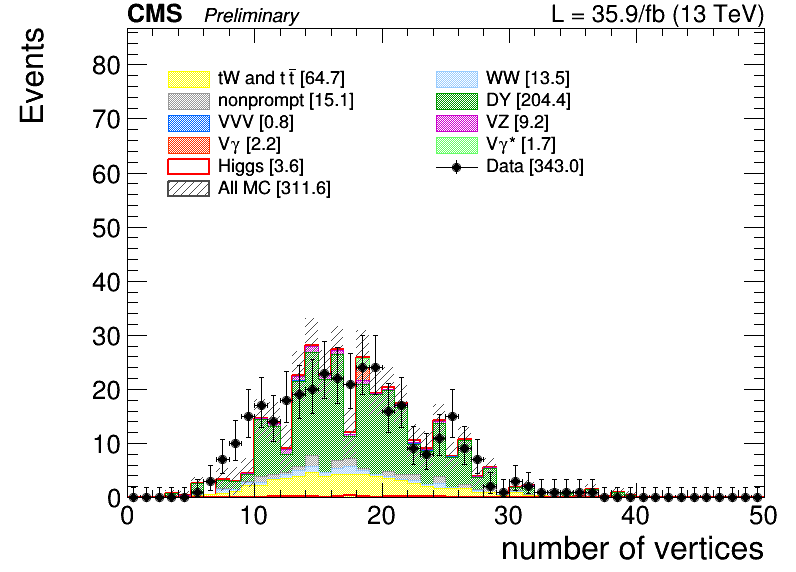 CMS Preliminary L = 35.9/fb (13 TeV)
Events
80
70
60
50
40
30
20
10
0
tW and tt̄ [64.7]
nonprompt [15.1]
VVV [0.8]
Vγ [2.2]
Higgs [3.6]
All MC [311.6]
WW [13.5]
DY [204.4]
VZ [9.2]
Vγ* [1.7]
Data [343.0]
0 10 20 30 40 50
number of vertices